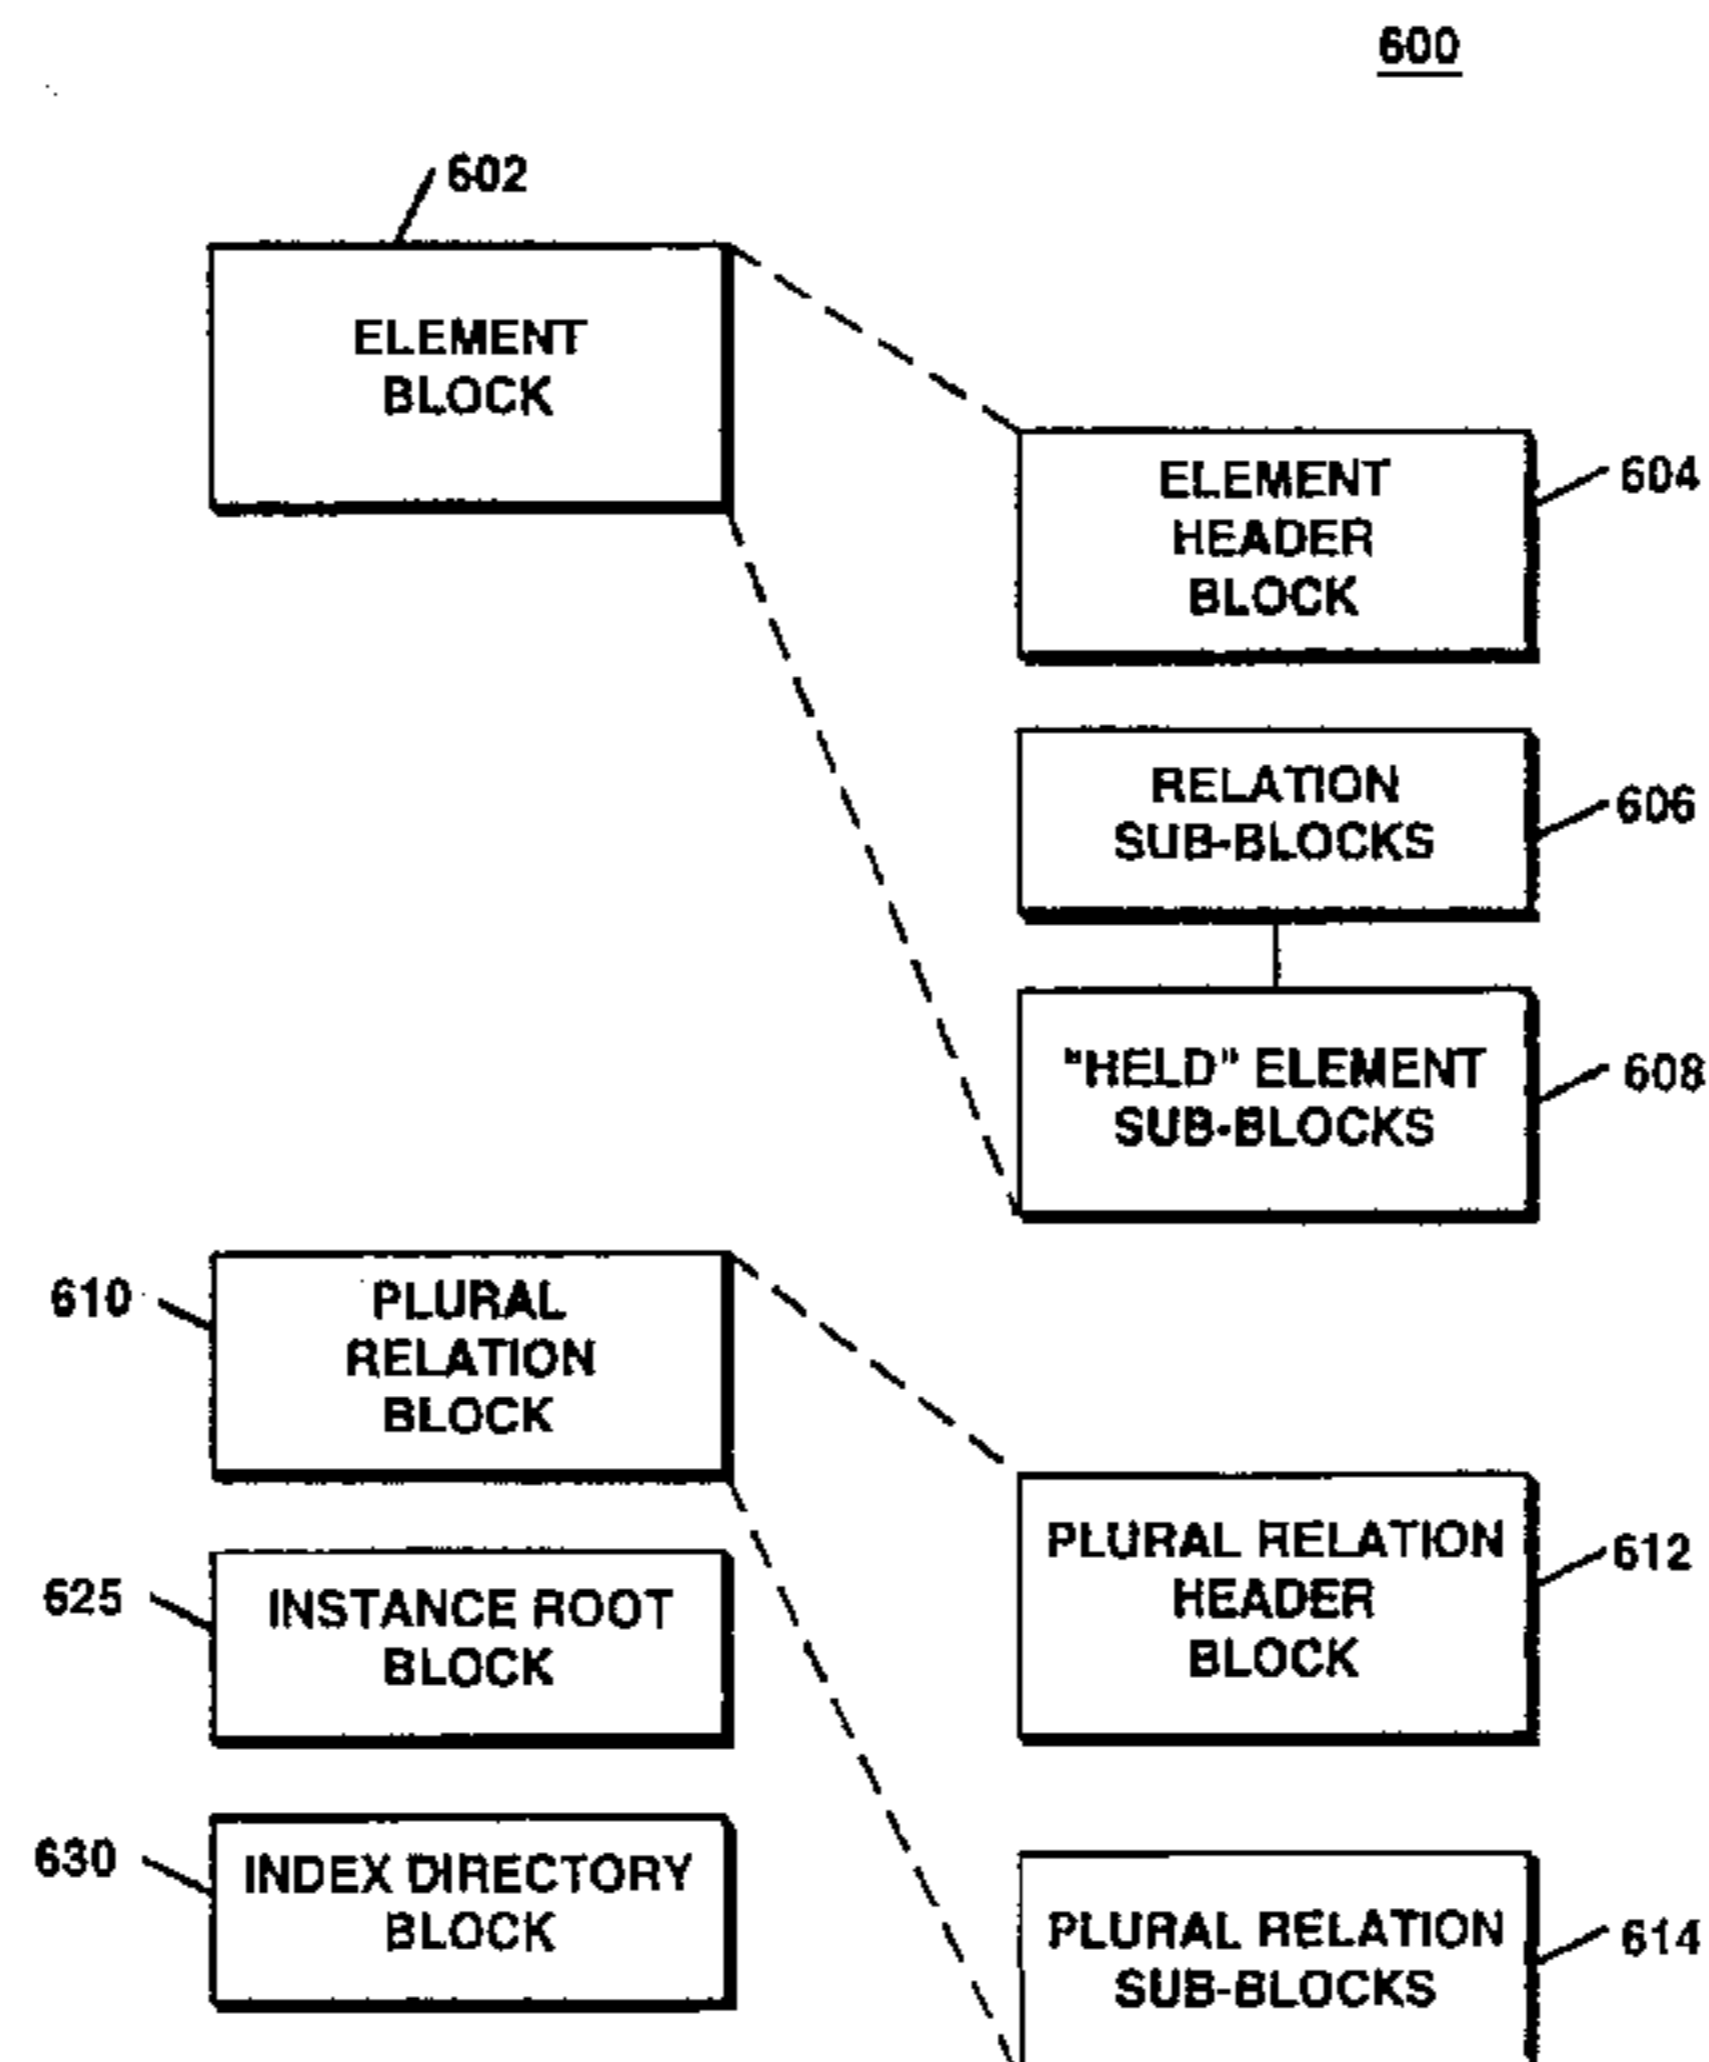 600
602
ELEMENT
BLOCK
ELEMENT
HEADER
BLOCK
604
RELATION
SUB-BLOCKS
606
"HELD" ELEMENT
SUB-BLOCKS
608
610
PLURAL
RELATION
BLOCK
PLURAL RELATION
HEADER
BLOCK
612
625
INSTANCE ROOT
BLOCK
630
INDEX DIRECTORY
BLOCK
PLURAL RELATION
SUB-BLOCKS
614